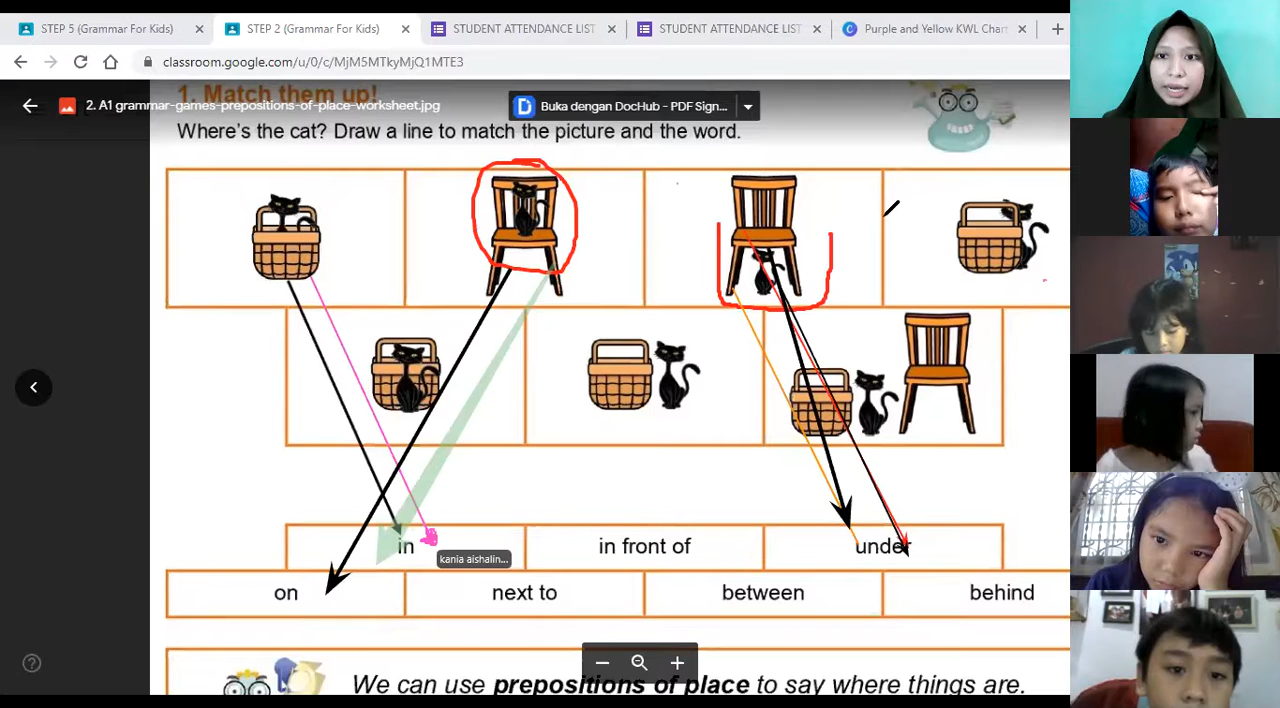 STEP 5 (Grammar For Kids)
STEP 2 (Grammar For Kids)
STUDENT ATTENDANCE LIST
STUDENT ATTENDANCE LIST
Purple and Yellow KWL Chart
classroom.google.com/u/0/c/MjM5MTkyMjQ1MTE3
1. Match them up!
2. A1 grammar-games-prepositions-of-place-worksheet.jpg
Buka dengan DocHub - PDF Sign...
Where's the cat? Draw a line to match the picture and the word.
in
in front of
under
kania aishalin...
on
next to
between
behind
We can use prepositions of place to say where things are.